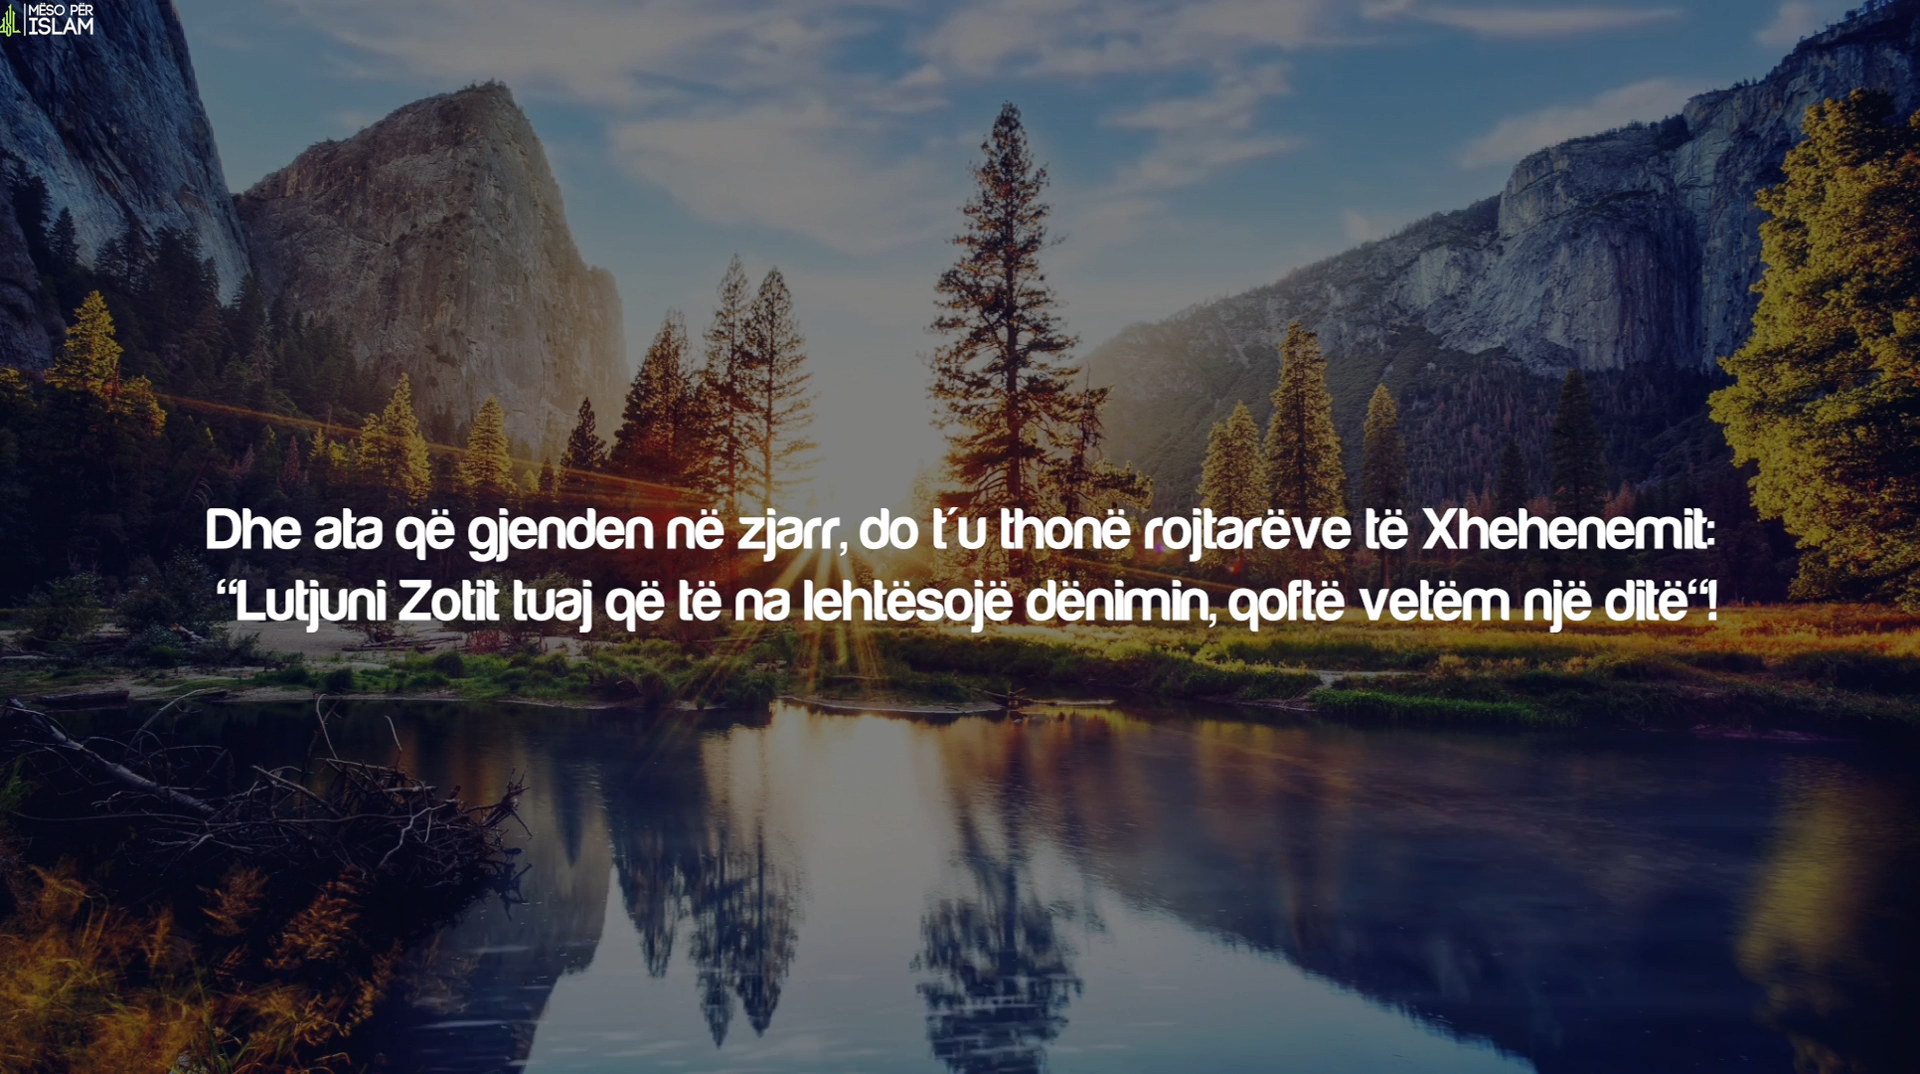 MËSO PËR
ISLAM
Dhe ata që gjenden në zjarr, do t´u thonë rojtarëve të Xhehenemit:
“Lutjuni Zotit tuaj që të na lehtësojë dënimin, qoftë vetëm një ditë“!